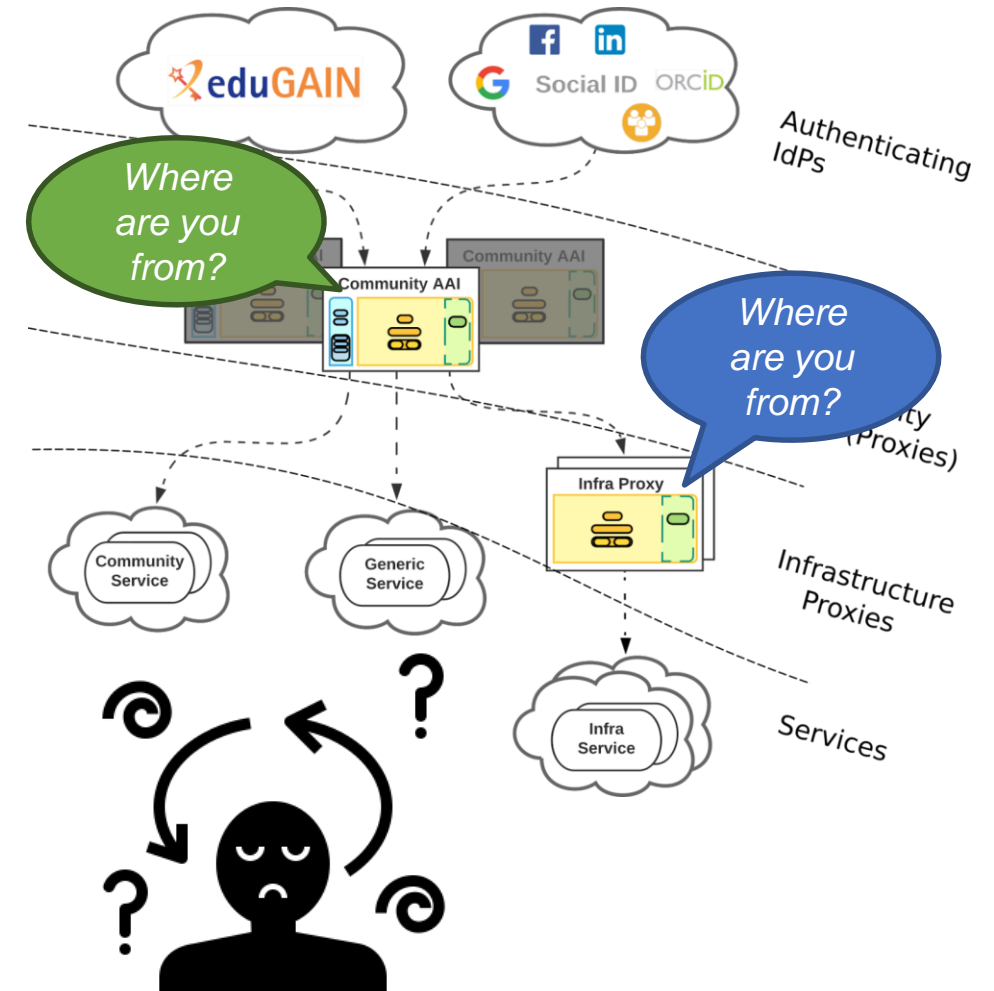 eduGAIN
Social ID
ORCiD
Authenticating
IdPs
Where
are you
from?
Community AAI
Community AAI
Where
are you
from?
(Proxies)
Infra Proxy
Community
Service
Generic
Service
Infrastructure
Proxies
Infra
Service
Services